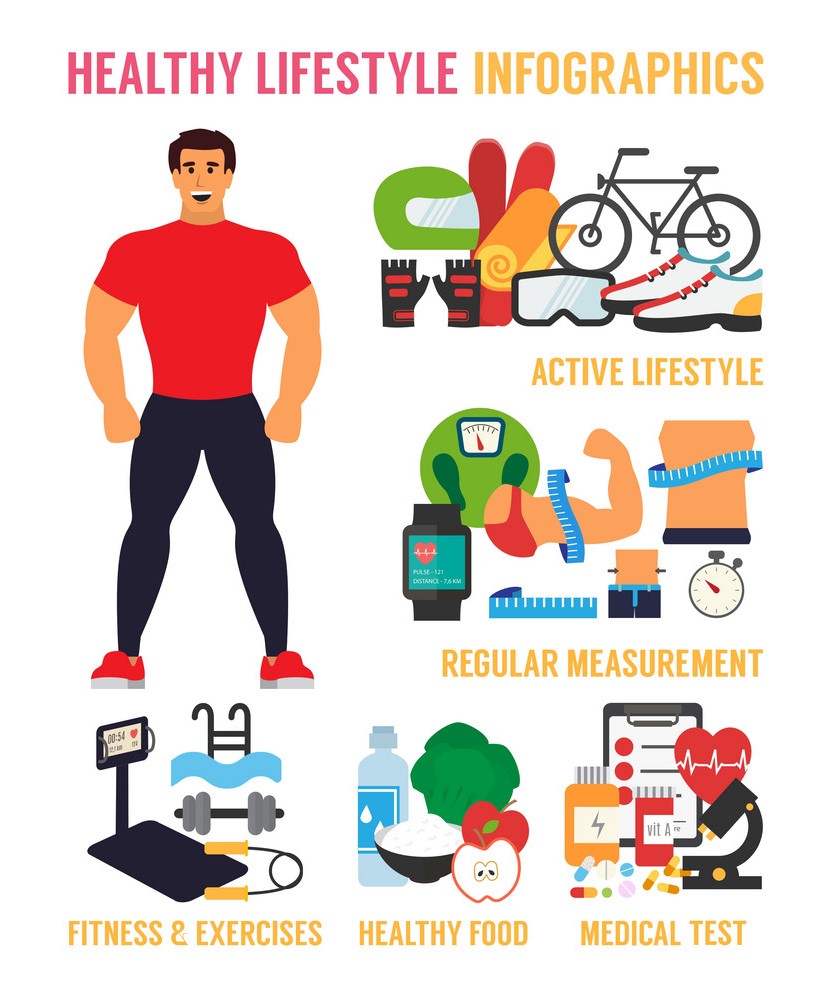 HEALTHY LIFESTYLE INFOGRAPHICS
ACTIVE LIFESTYLE
PULSE - 121
DISTANCE - 7,6 KM
REGULAR MEASUREMENT
00:54
124
FITNESS & EXERCISES
HEALTHY FOOD
vit A
MEDICAL TEST